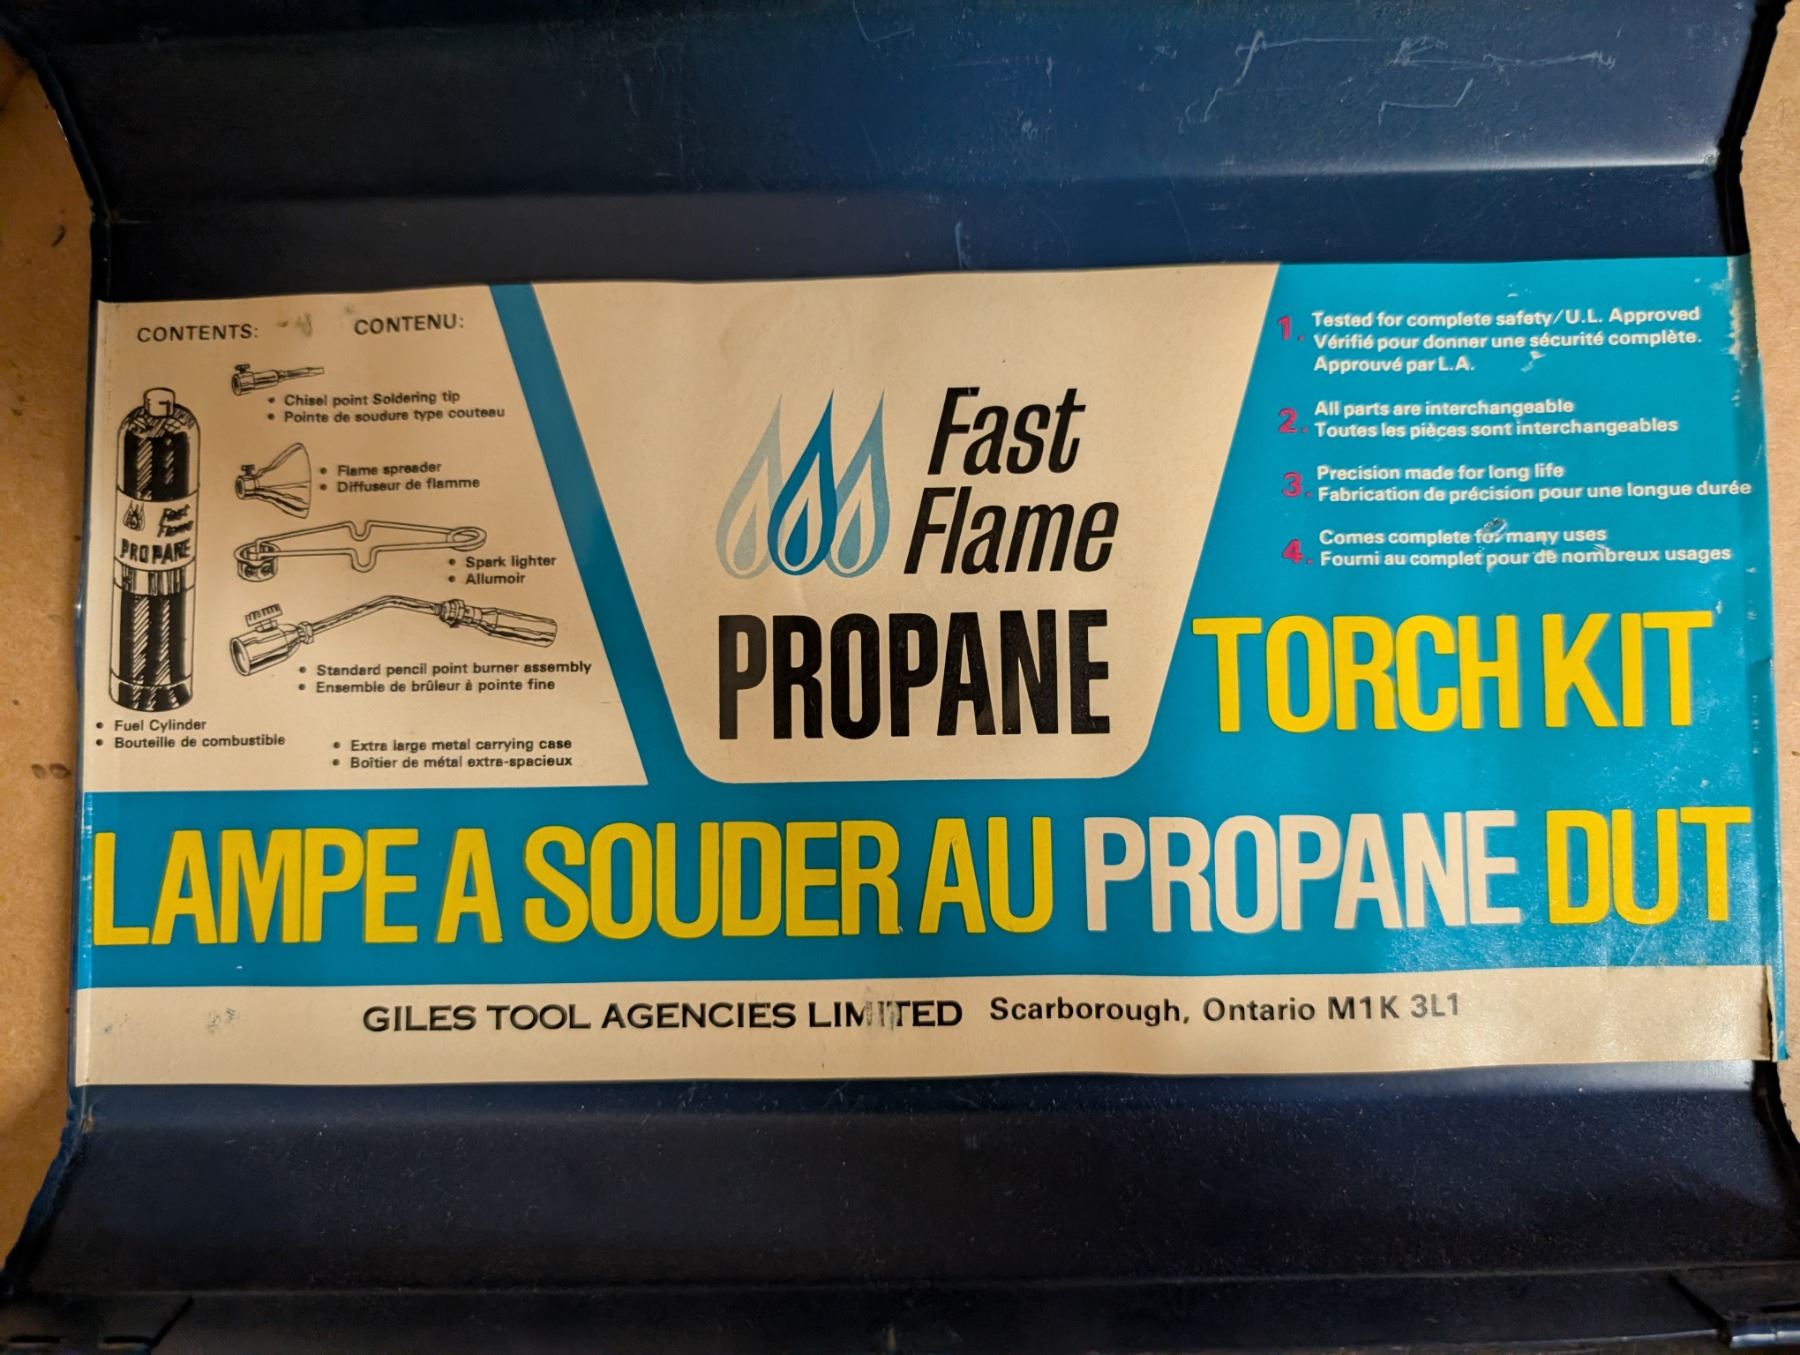 CONTENTS: CONTENU:
• Chisel point Soldering tip
• Pointe de soudure type couteau
• Flame spreader
• Diffuseur de flamme
• Spark lighter
• Allumoir
• Standard pencil point burner assembly
• Ensemble de brûleur à pointe fine
Fast
Flame
PROPANE
• Fuel Cylinder
• Bouteille de combustible
• Extra large metal carrying case
• Boîtier de métal extra-spacieux
Fast
Flame
PROPANE
1. Tested for complete safety/U.L. Approved
Vérifié pour donner une sécurité complète.
Approuvé par L.A.
2. All parts are interchangeable
Toutes les pièces sont interchangeables
3. Precision made for long life
Fabrication de précision pour une longue durée
4. Comes complete for many uses
Fourni au complet pour de nombreux usages
TORCH KIT
LAMPE A SOUDER AU PROPANE DUT
GILES TOOL AGENCIES LIMITED Scarborough, Ontario M1K 3L1